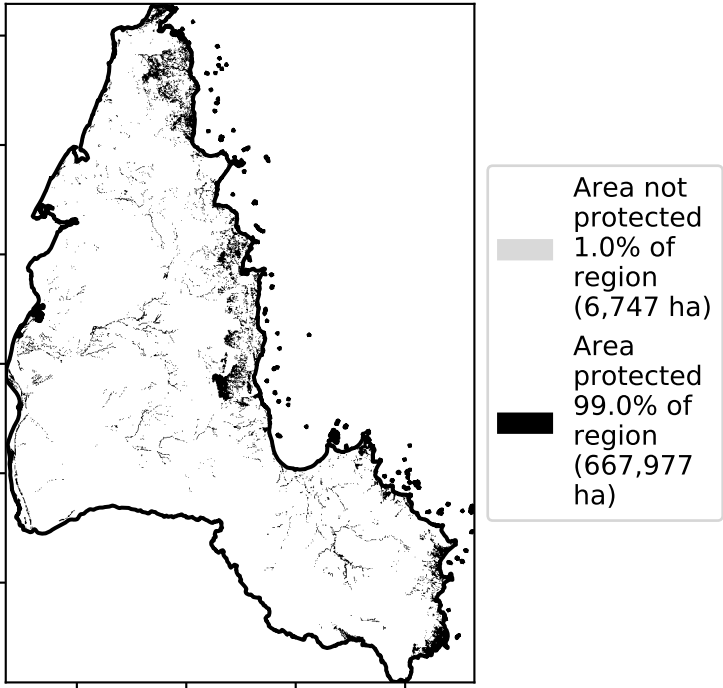 Area not
protected
1.0% of
region
(6,747 ha)
Area
protected
99.0% of
region
(667,977
ha)